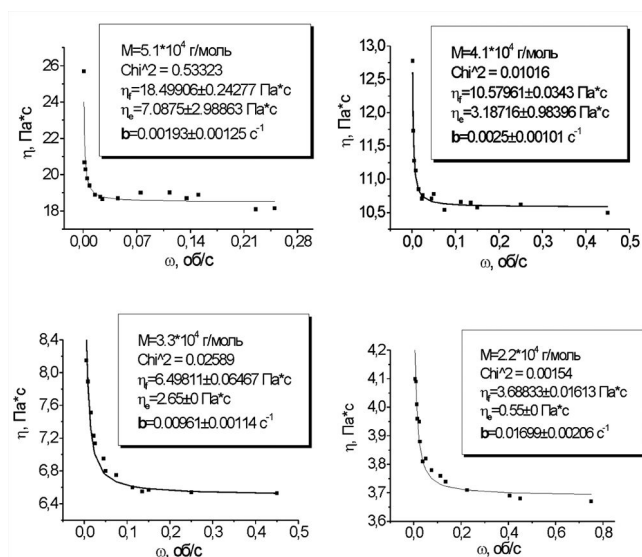 M=5.1*10⁴ г/моль
Chi^2 = 0.53323
ηf=18.49906±0.24277 Па*с
ηe=7.0875±2.98863 Па*с
b=0.00193±0.00125 c⁻¹
η, Па*с
26
24
22
20
18
0,00 0,07 0,14 0,21 0,28
ω, об/с
M=4.1*10⁴ г/моль
Chi^2 = 0.01016
ηf=10.57961±0.0343 Па*с
ηe=3.18716±0.98396 Па*с
b=0.0025±0.00101 c⁻¹
η, Па*с
13,0
12,5
12,0
11,5
11,0
10,5
0,0 0,1 0,2 0,3 0,4 0,5
ω, об/с
M=3.3*10⁴ г/моль
Chi^2 = 0.02589
ηf=6.49811±0.06467 Па*с
ηe=2.65±0 Па*с
b=0.00961±0.00114 c⁻¹
η, Па*с
8,4
7,8
7,2
6,6
6,0
0,0 0,1 0,2 0,3 0,4 0,5
ω, об/с
M=2.2*10⁴ г/моль
Chi^2 = 0.00154
ηf=3.68833±0.01613 Па*с
ηe=0.55±0 Па*с
b=0.01699±0.00206 c⁻¹
η, Па*с
4,2
4,1
4,0
3,9
3,8
3,7
3,6
0,0 0,2 0,4 0,6 0,8
ω, об/с